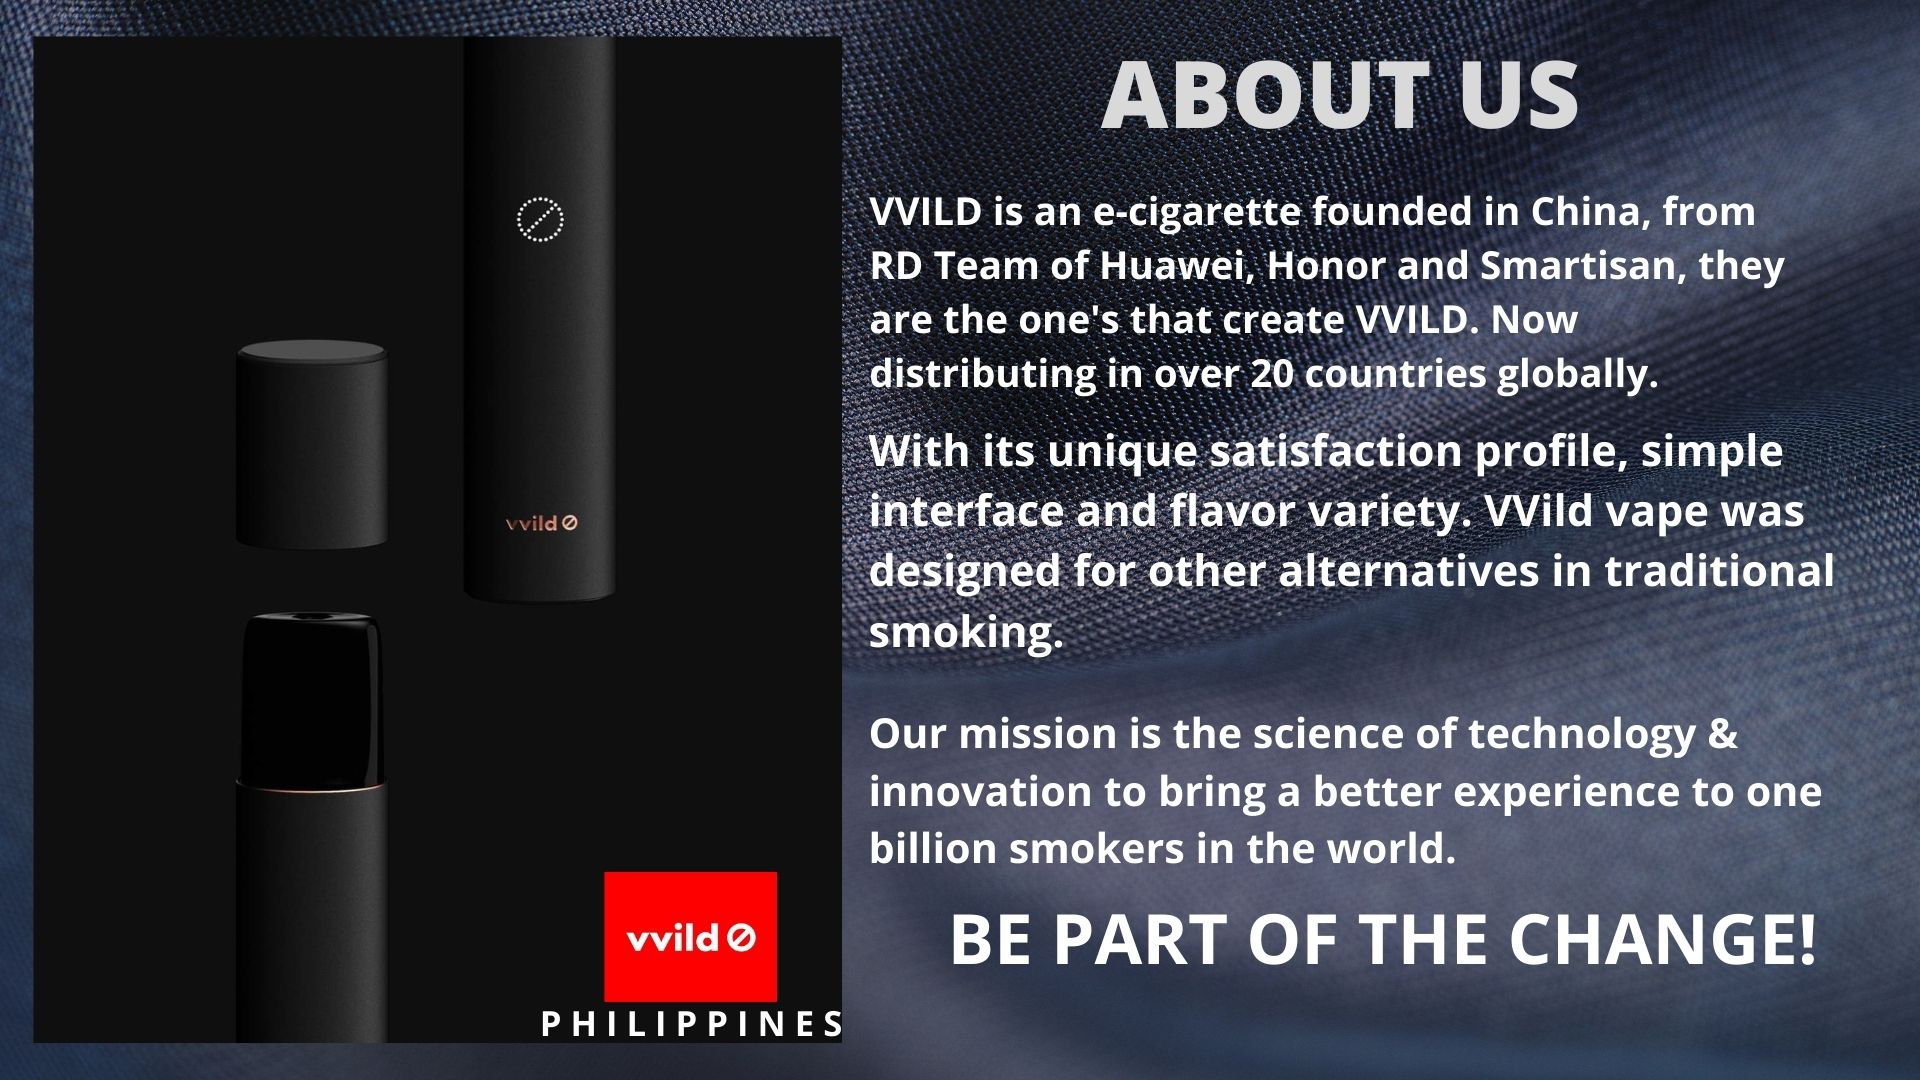 ABOUT US
VVILD is an e-cigarette founded in China, from
RD Team of Huawei, Honor and Smartisan, they
are the one's that create VVILD. Now
distributing in over 20 countries globally.
With its unique satisfaction profile, simple
interface and flavor variety. VVild vape was
designed for other alternatives in traditional
smoking.
Our mission is the science of technology &
innovation to bring a better experience to one
billion smokers in the world.
BE PART OF THE CHANGE!
vvild
vvild
PHILIPPINES